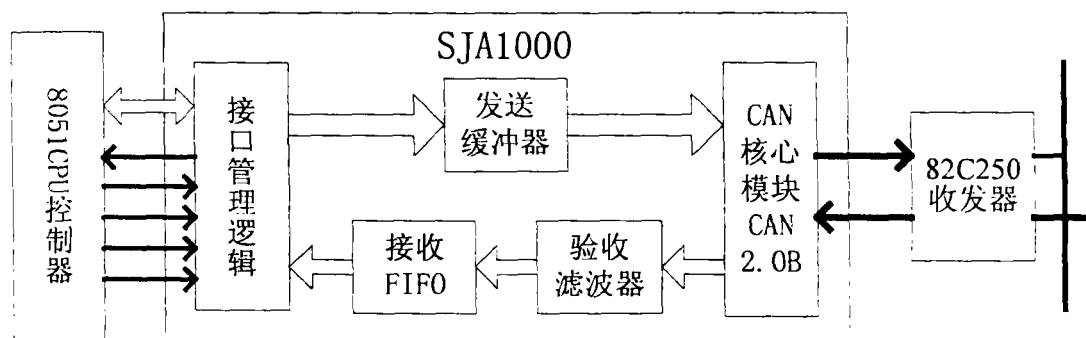 SJA1000
8051CPU控制器
接口管理逻辑
发送
缓冲器
接收
FIFO
验收
滤波器
CAN
核心
模块
CAN
2.0B
82C250
收发器